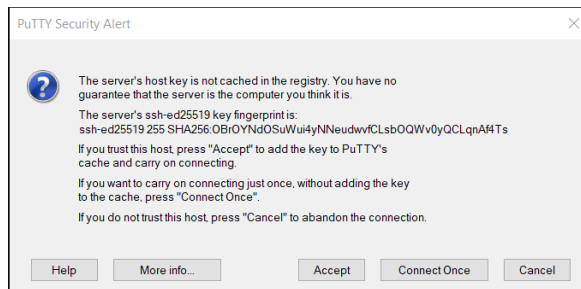 PuTTY Security Alert
The server's host key is not cached in the registry. You have no
guarantee that the server is the computer you think it is.
The server's ssh-ed25519 key fingerprint is:
ssh-ed25519 255 SHA256:OBrOYNdOSuWui4yNNeudwvfCLsbOQWv0yQCLqnAf4Ts
If you trust this host, press "Accept" to add the key to PuTTY's
cache and carry on connecting.
If you want to carry on connecting just once, without adding the key
to the cache, press "Connect Once".
If you do not trust this host, press "Cancel" to abandon the connection.
Help More info... Accept Connect Once Cancel